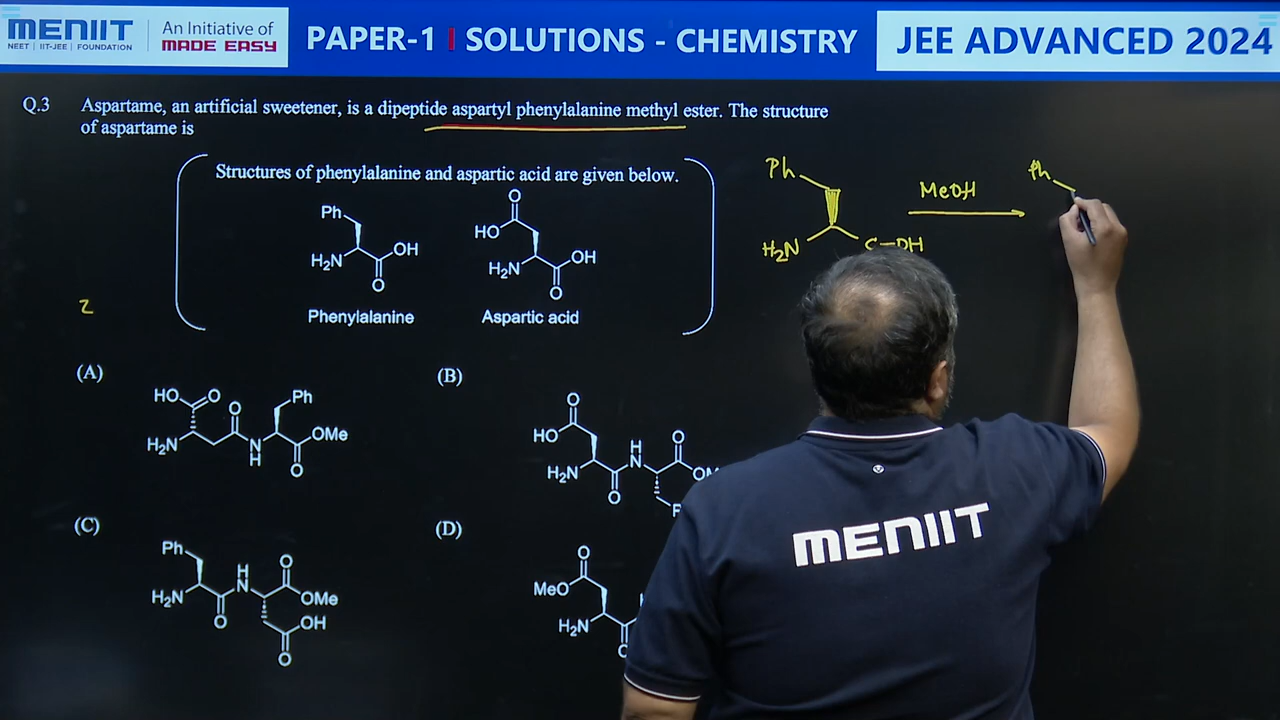 MENIIT
NEET | IIT-JEE | FOUNDATION
An Initiative of
MADE EASY
PAPER-1 | SOLUTIONS - CHEMISTRY
JEE ADVANCED 2024
Q.3 Aspartame, an artificial sweetener, is a dipeptide aspartyl phenylalanine methyl ester. The structure
of aspartame is
Structures of phenylalanine and aspartic acid are given below.
Ph
H₂N
OH
O
Phenylalanine
O
HO
H₂N
OH
O
Aspartic acid
Ph
H₂N
C-OH
MeOH
Ph
2
(A)
HO
O
O
Ph
H₂N
N
H
OMe
O
(B)
O
HO
H
N
O
H₂N
O
(C)
Ph
H
N
O
H₂N
OMe
O
OH
O
(D)
O
MeO
H₂N
MENIIT